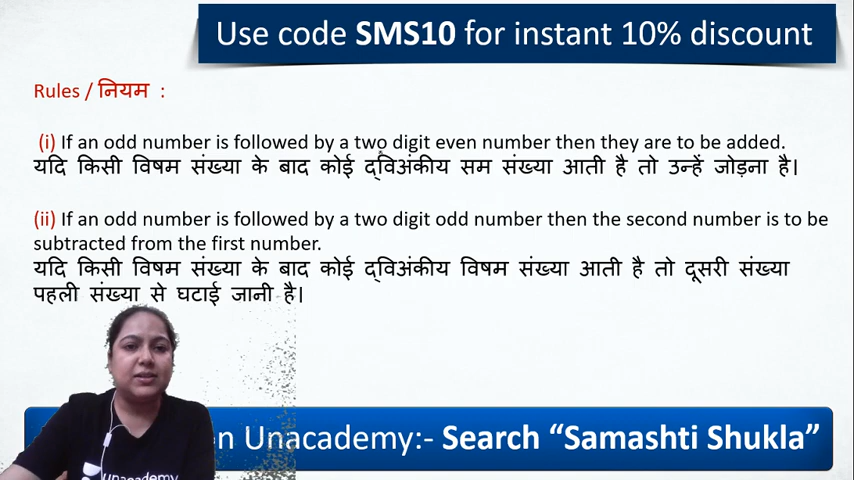 Use code SMS10 for instant 10% discount
Rules / नियम :
(i) If an odd number is followed by a two digit even number then they are to be added.
यदि किसी विषम संख्या के बाद कोई द्विअंकीय सम संख्या आती है तो उन्हें जोड़ना है।
(ii) If an odd number is followed by a two digit odd number then the second number is to be
subtracted from the first number.
यदि किसी विषम संख्या के बाद कोई द्विअंकीय विषम संख्या आती है तो दूसरी संख्या
पहली संख्या से घटाई जानी है।
n Unacademy:- Search “Samashti Shukla”
unacademy